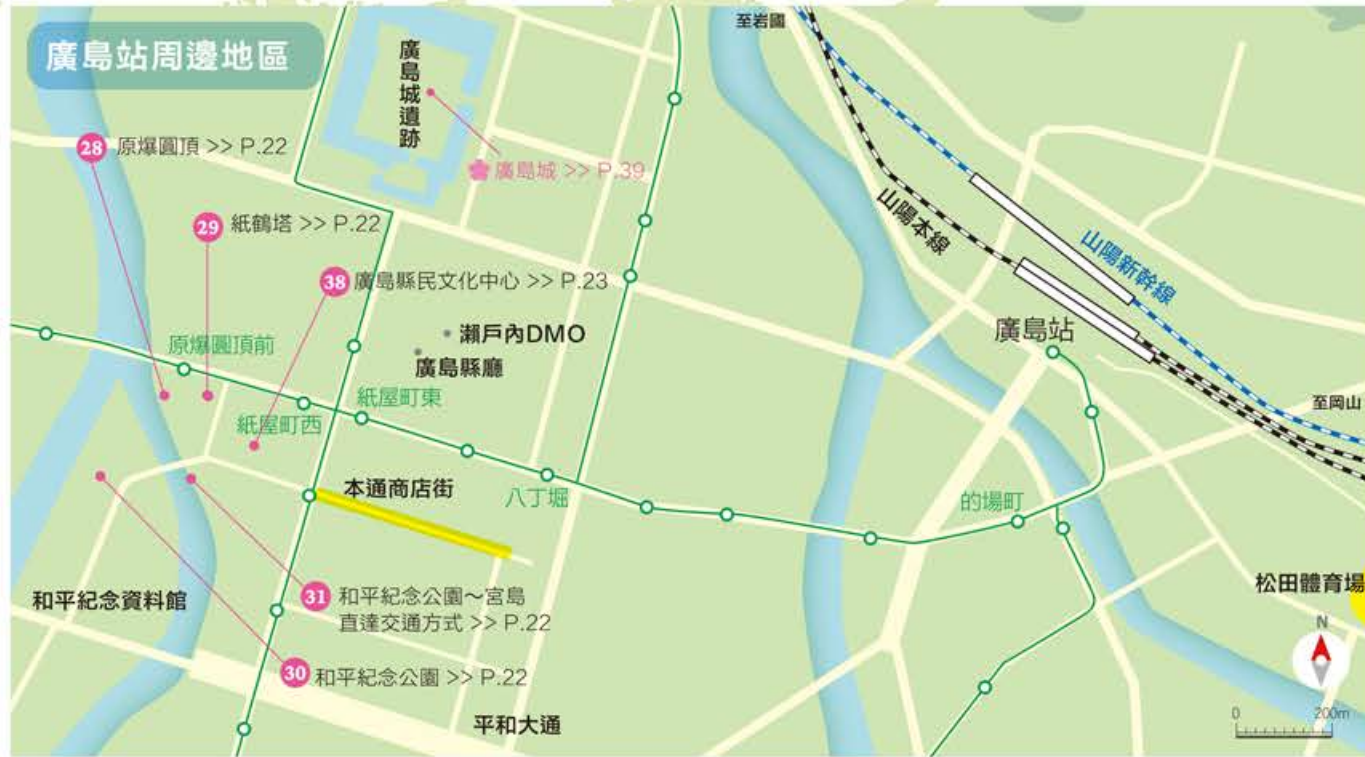 廣島站周邊地區
至岩國
廣島城遺跡
28 原爆圓頂 >> P.22
廣島城 >> P.39
29 紙鶴塔 >> P.22
山陽本線
山陽新幹線
38 廣島縣民文化中心 >> P.23
瀨戶內DMO
廣島站
原爆圓頂前
廣島縣廳
紙屋町東
至岡山
紙屋町西
本通商店街
八丁堀
的場町
松田體育場
和平紀念資料館
31 和平紀念公園～宮島
直達交通方式 >> P.22
N
30 和平紀念公園 >> P.22
平和大通
0 200m